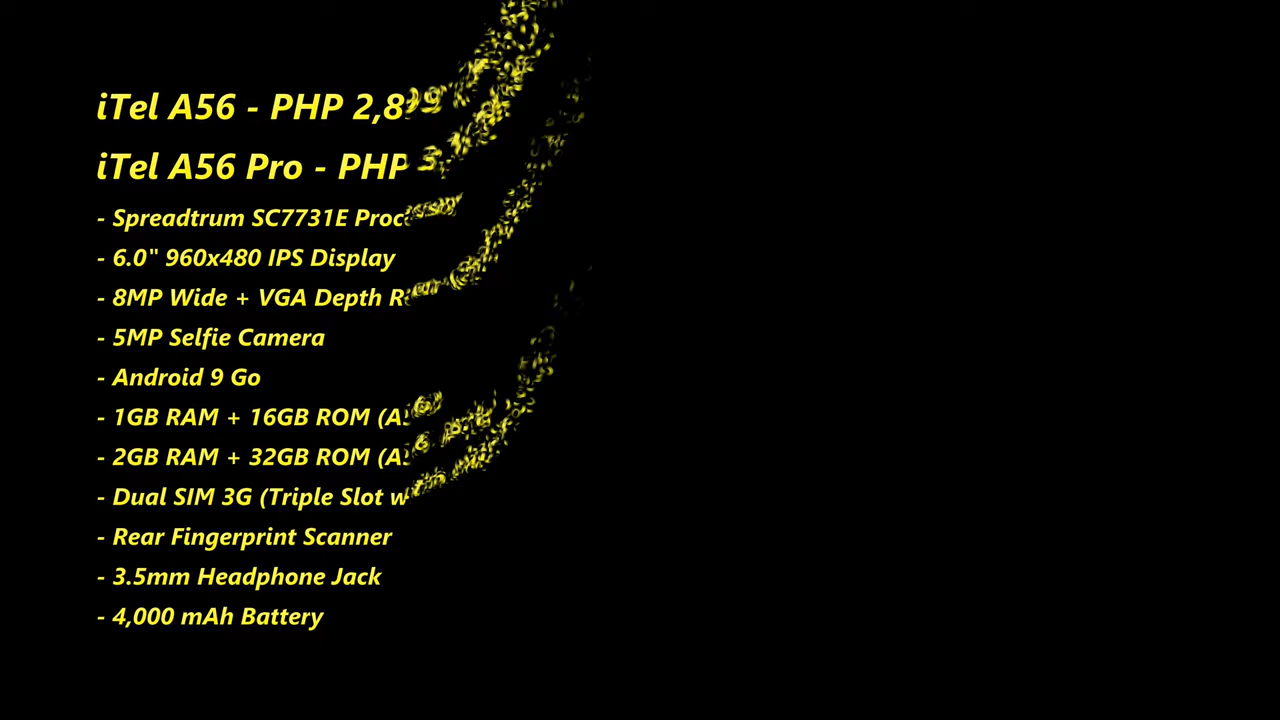 iTel A56 - PHP 2,899
iTel A56 Pro - PHP
- Spreadtrum SC7731E
- 6.0" 960x480 IPS Display
- 8MP Wide + VGA Depth
- 5MP Selfie Camera
- Android 9 Go
- 1GB RAM + 16GB ROM
- 2GB RAM + 32GB ROM
- Dual SIM 3G (Triple Slot
- Rear Fingerprint Scanner
- 3.5mm Headphone Jack
- 4,000 mAh Battery